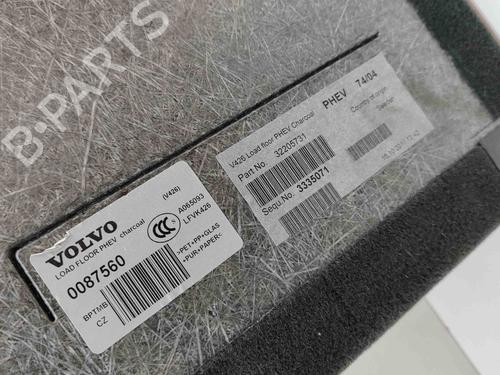 B-PARTS
V426 Load floor PHEV Charcoal
Part No. 32205731
Sequ.No. 3335071
PHEV 74/04
Country of origin
VOLVO
(V426)
LOAD FLOOR PHEV charcoal
0087560
BPTMB
CZ
A065093
LFVK426
CCC
>PET+PP+GLAS
+PUR+PAPER<